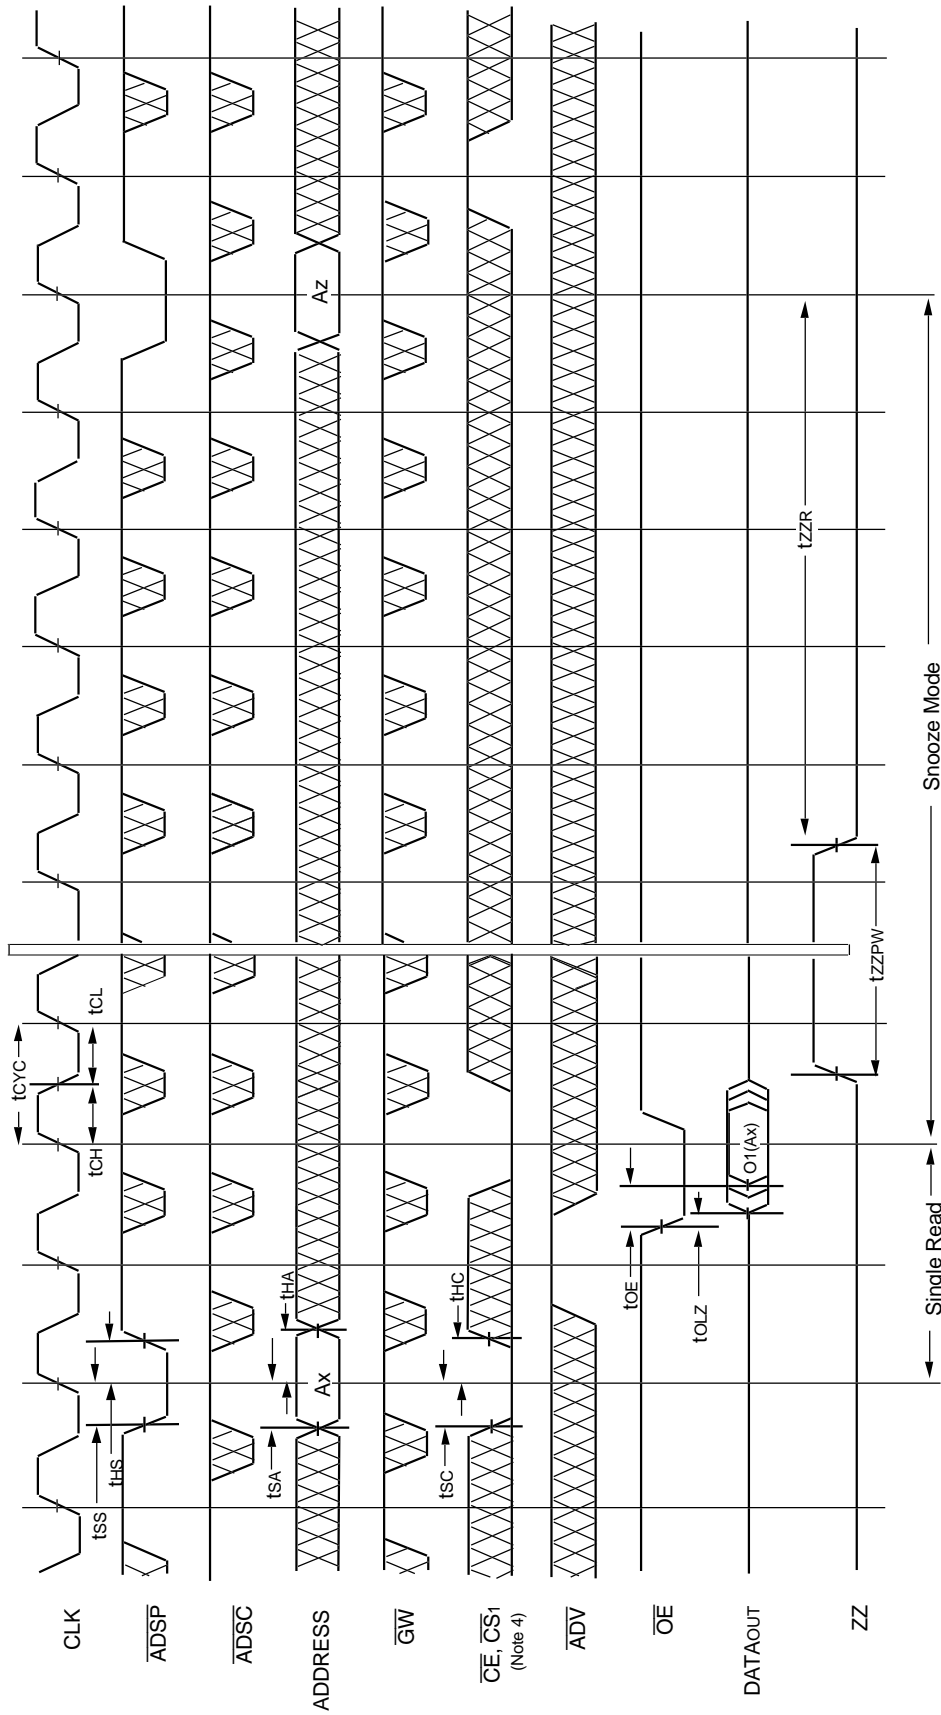 CLK
tCYC
tCH
tCL
tSS
tHS
ADSP
ADSC
ADDRESS
tSA
tHA
Ax
Az
GW
CE, CS1
(Note 4)
tSC
tHC
ADV
OE
tOE
tOLZ
DATAOUT
O1(Ax)
ZZ
tZZPW
tZZR
Single Read
Snooze Mode